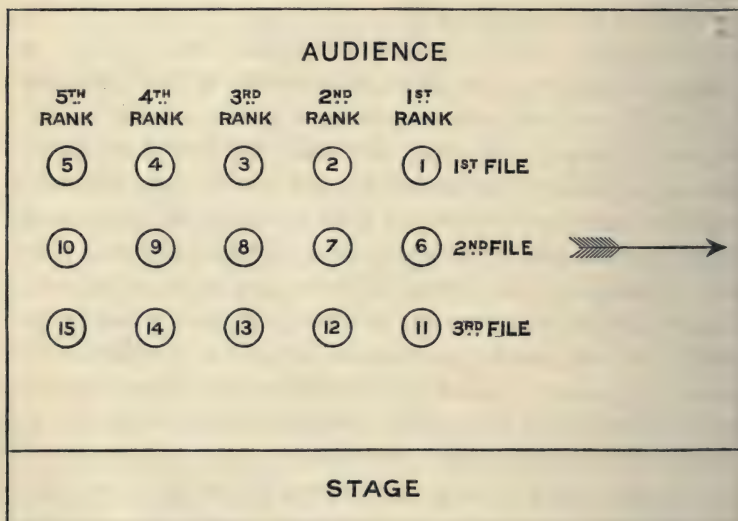 AUDIENCE
5TH 4TH 3RD 2ND 1ST
RANK RANK RANK RANK RANK
5 4 3 2 1 1ST FILE
10 9 8 7 6 2ND FILE
15 14 13 12 11 3RD FILE
STAGE